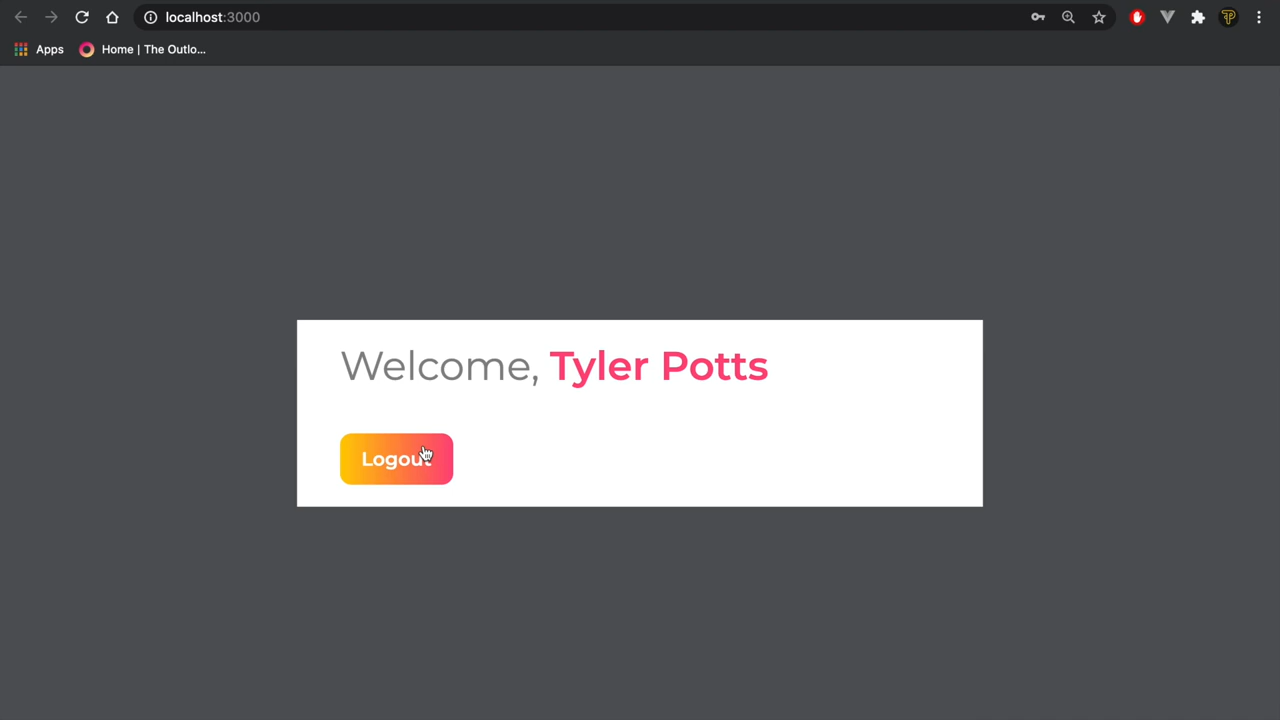 localhost:3000
Apps
Home | The Outlo...
Welcome, Tyler Potts
Logout